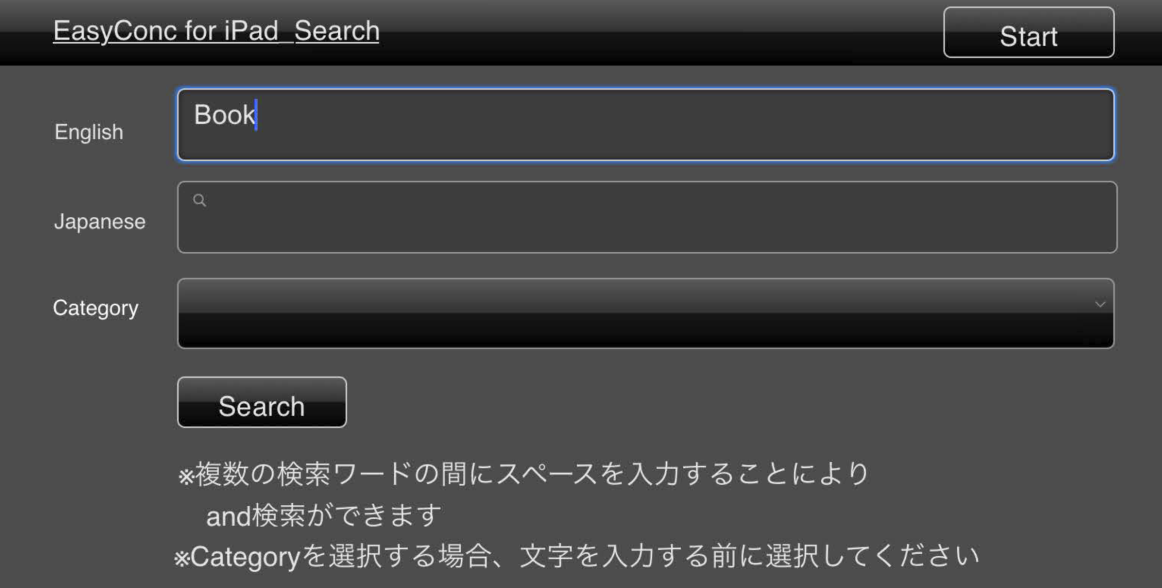 EasyConc for iPad_Search
Start
English
Book
Japanese
Category
Search
※複数の検索ワードの間にスペースを入力することにより
and検索ができます
※Categoryを選択する場合、文字を入力する前に選択してください